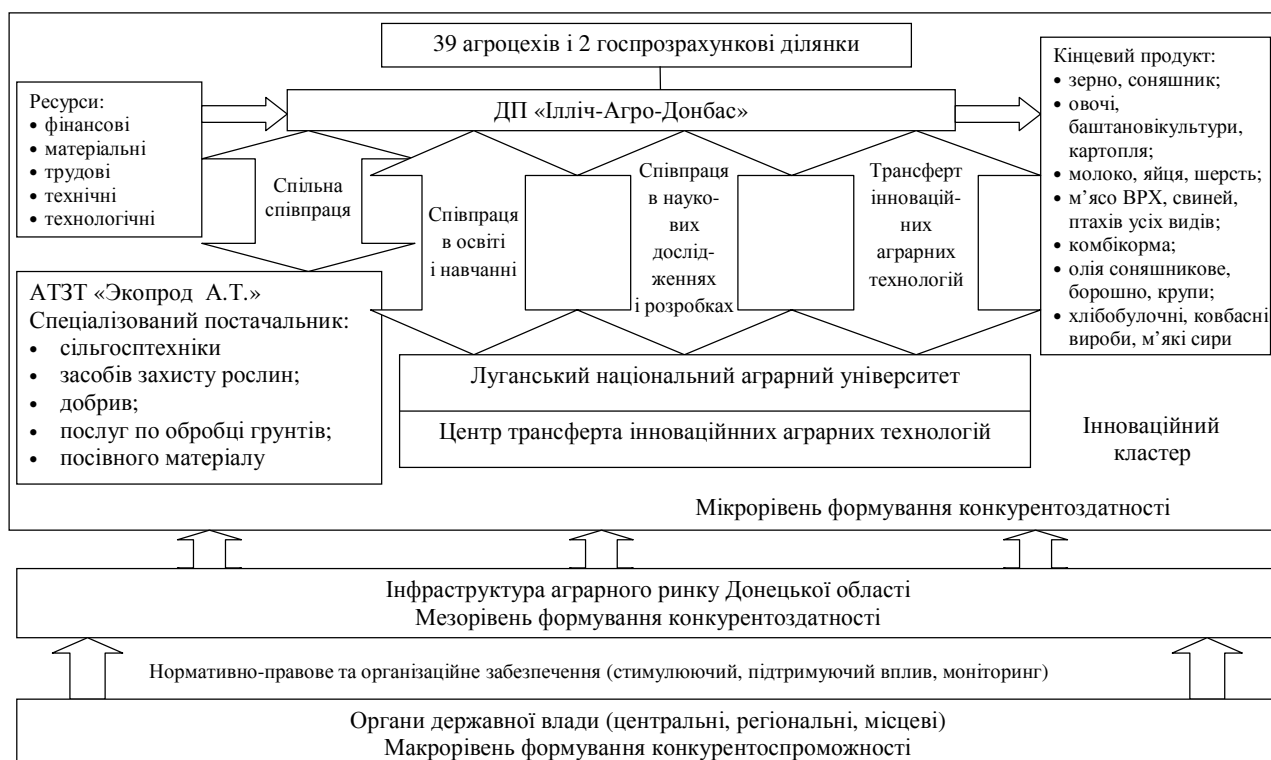 39 агроцехів і 2 госпрозрахункові ділянки
Ресурси:
• фінансові
• матеріальні
• трудові
• технічні
• технологічні
ДП «Ілліч-Агро-Донбас»
Кінцевий продукт:
• зерно, соняшник;
• овочі,
баштановікультури,
картопля;
• молоко, яйця, шерсть;
• м’ясо ВРХ, свиней,
птахів усіх видів;
• комбікорма;
• олія соняшникове,
борошно, крупи;
• хлібобулочні, ковбасні
вироби, м’які сири
Спільна
співпраця
Співпраця
в освіті
і навчанні
Співпраця
в науко-
вих
дослід-
женнях
і розробках
Трансферт
інновацій-
них
аграрних
технологій
АТЗТ «Экопрод А.Т.»
Спеціалізований постачальник:
• сільгосптехніки
• засобів захисту рослин;
• добрив;
• послуг по обробці грунтів;
• посівного матеріалу
Луганський національний аграрний університет
Центр трансферта інноваційнних аграрних технологій
Інноваційний
кластер
Мікрорівень формування конкурентоздатності
Інфраструктура аграрного ринку Донецької області
Мезорівень формування конкурентоздатності
Нормативно-правове та організаційне забезпечення (стимулюючий, підтримуючий вплив, моніторинг)
Органи державної влади (центральні, регіональні, місцеві)
Макрорівень формування конкурентоспроможності